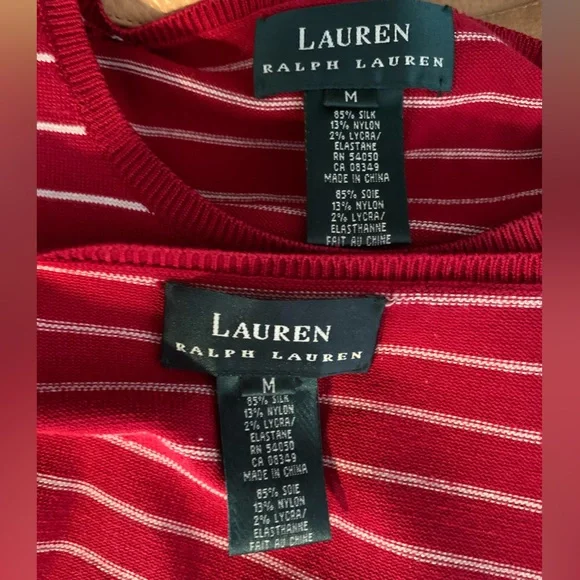 LAUREN
RALPH LAUREN
M
85% SILK
13% NYLON
2% LYCRA/
ELASTANE
RN 54050
CA 08349
MADE IN CHINA
85% SOIE
13% NYLON
2% LYCRA/
ELASTHANNE
FAIT AU CHINE
LAUREN
RALPH LAUREN
M
85% SILK
13% NYLON
2% LYCRA/
ELASTANE
RN 54050
CA 08349
MADE IN CHINA
85% SOIE
13% NYLON
2% LYCRA/
ELASTHANNE
FAIT AU CHINE